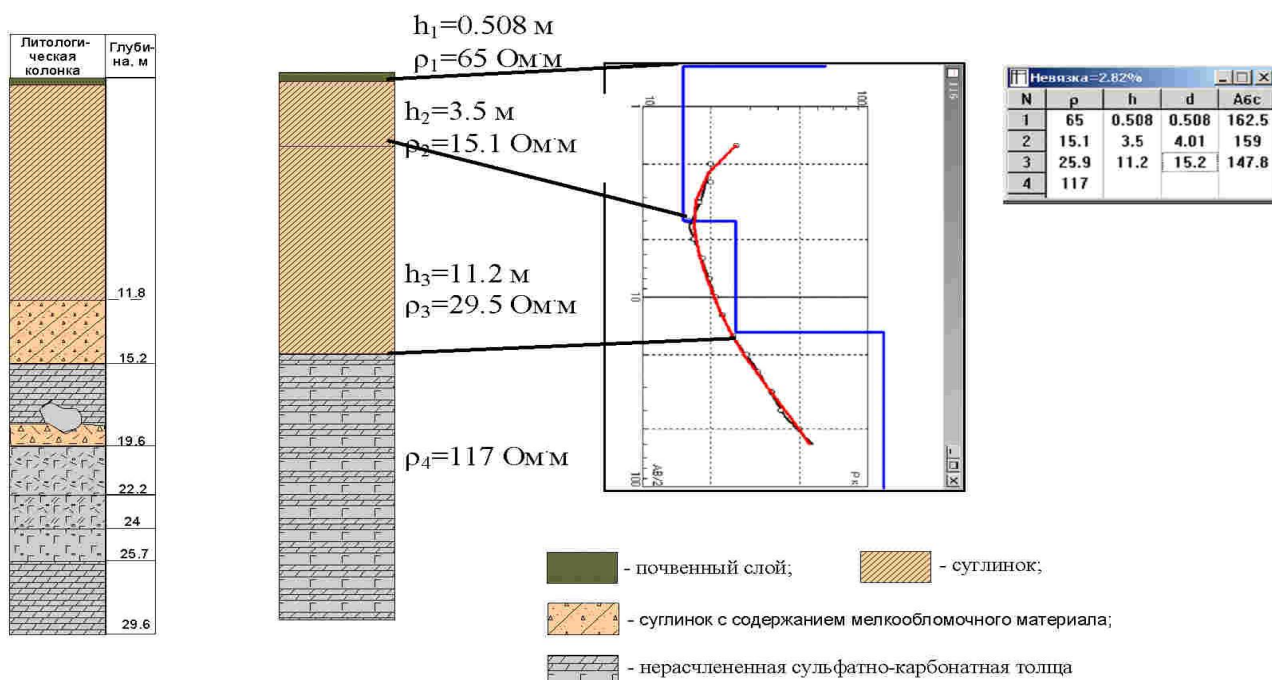 Литологи-
ческая
колонка
Глуби-
на, м
11.8
15.2
19.6
22.2
24
25.7
29.6
h₁=0.508 м
ρ₁=65 Ом·м
h₂=3.5 м
ρ₂=15.1 Ом·м
h₃=11.2 м
ρ₃=29.5 Ом·м
ρ₄=117 Ом·м
116
1
10
100
10
100
AB/2
ρк
Невязка=2.82%
N ρ h d Абс
1 65 0.508 0.508 162.5
2 15.1 3.5 4.01 159
3 25.9 11.2 15.2 147.8
4 117
- почвенный слой;
- суглинок;
- суглинок с содержанием мелкообломочного материала;
- нерасчлененная сульфатно-карбонатная толща